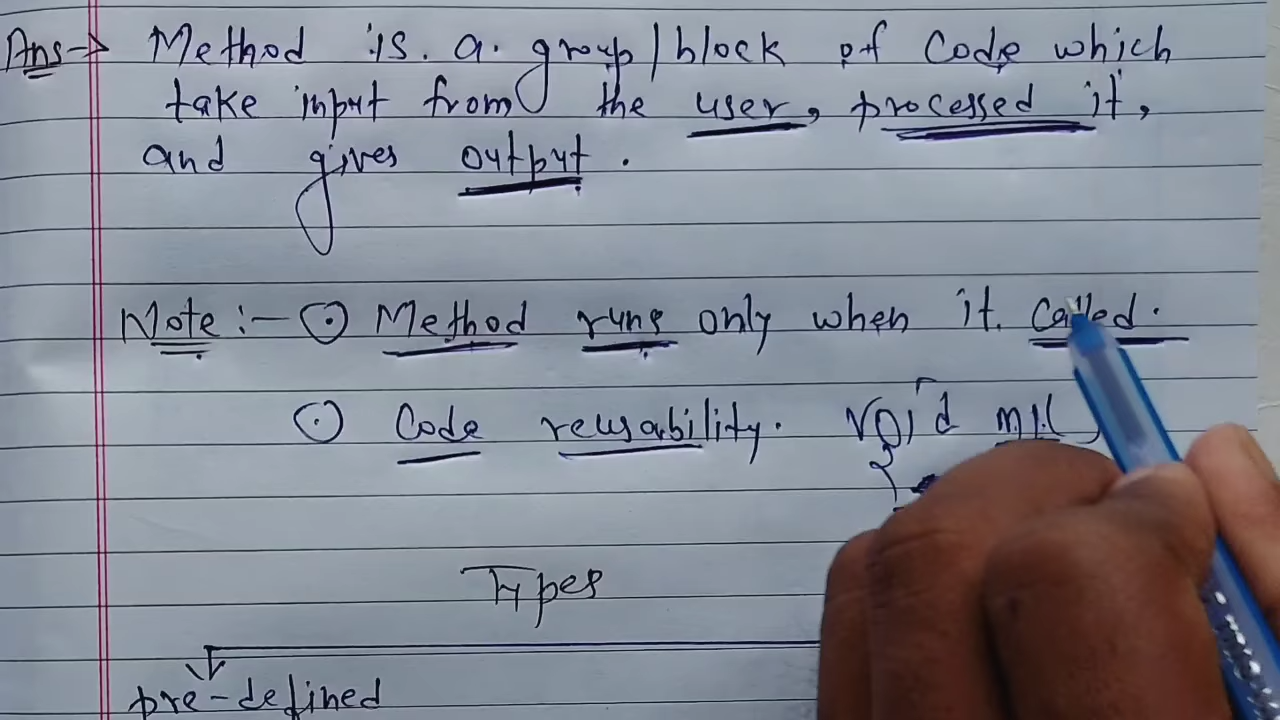 Ans→ Method is a group/block of Code which
take input from the user, processed it,
and gives output.
Note :- ⊙ Method runs only when it called.
⊙ Code reusability. void m1(
{
Types
pre-defined